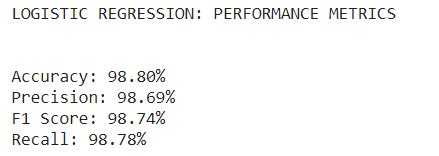 LOGISTIC REGRESSION: PERFORMANCE METRICS
Accuracy: 98.80%
Precision: 98.69%
F1 Score: 98.74%
Recall: 98.78%